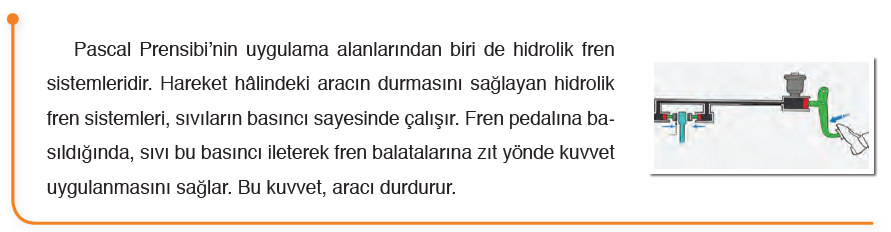 Pascal Prensibi’nin uygulama alanlarından biri de hidrolik fren
sistemleridir. Hareket hâlindeki aracın durmasını sağlayan hidrolik
fren sistemleri, sıvıların basıncı sayesinde çalışır. Fren pedalına ba-
sıldığında, sıvı bu basıncı ileterek fren balatalarına zıt yönde kuvvet
uygulanmasını sağlar. Bu kuvvet, aracı durdurur.